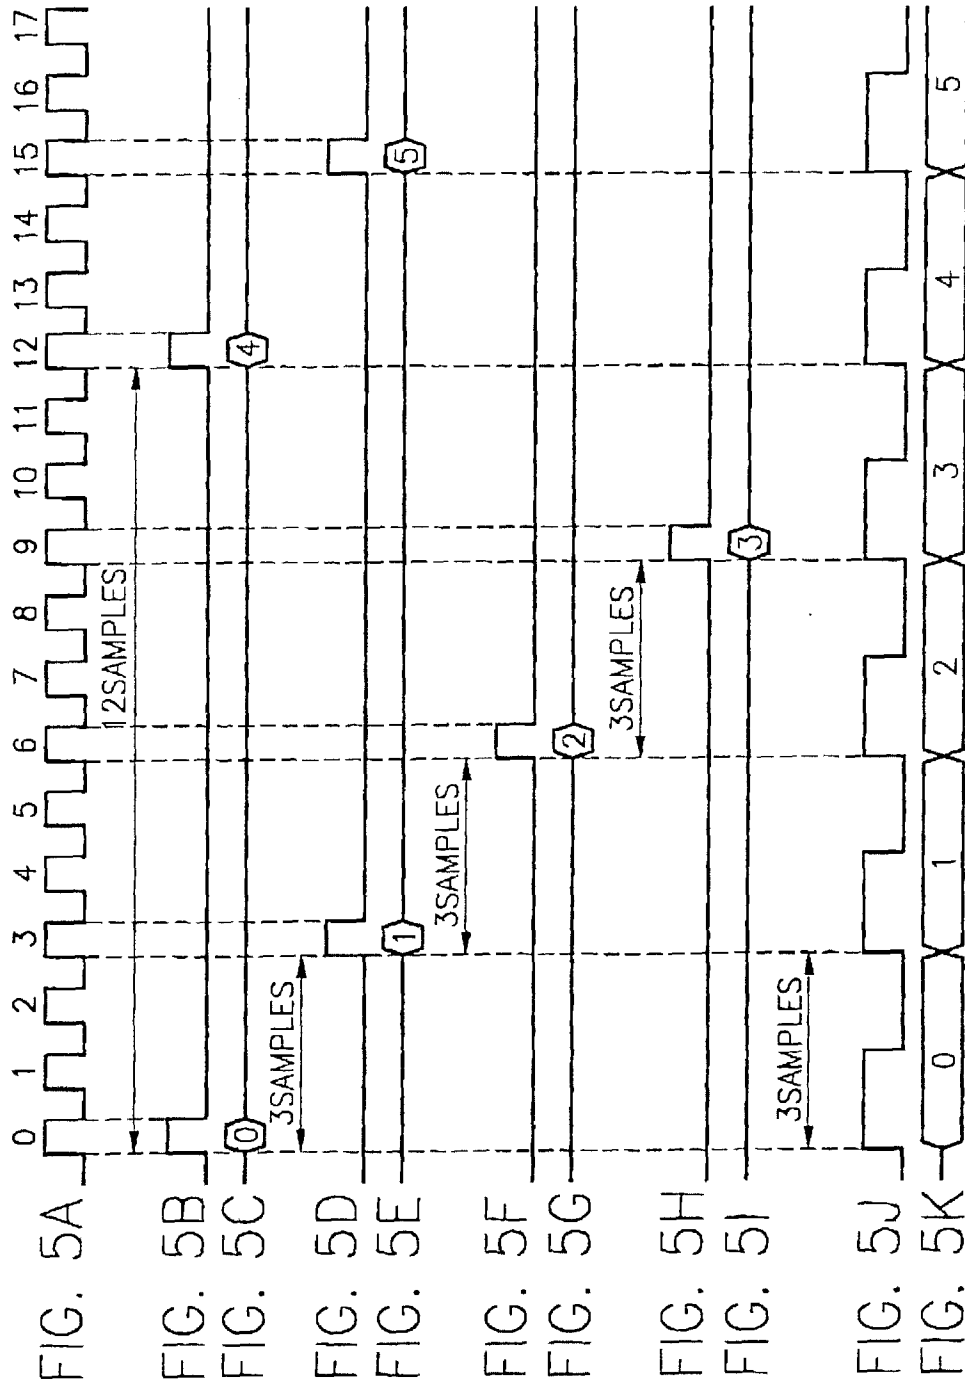 FIG. 5A 0 1 2 3 4 5 6 7 8 9 10 11 12 13 14 15 16 17
12SAMPLES
FIG. 5B
FIG. 5C 0 4
3SAMPLES
FIG. 5D
FIG. 5E 1 5
3SAMPLES
FIG. 5F
FIG. 5G 2
3SAMPLES
FIG. 5H
FIG. 5I 3
3SAMPLES
FIG. 5J
FIG. 5K 0 1 2 3 4 5